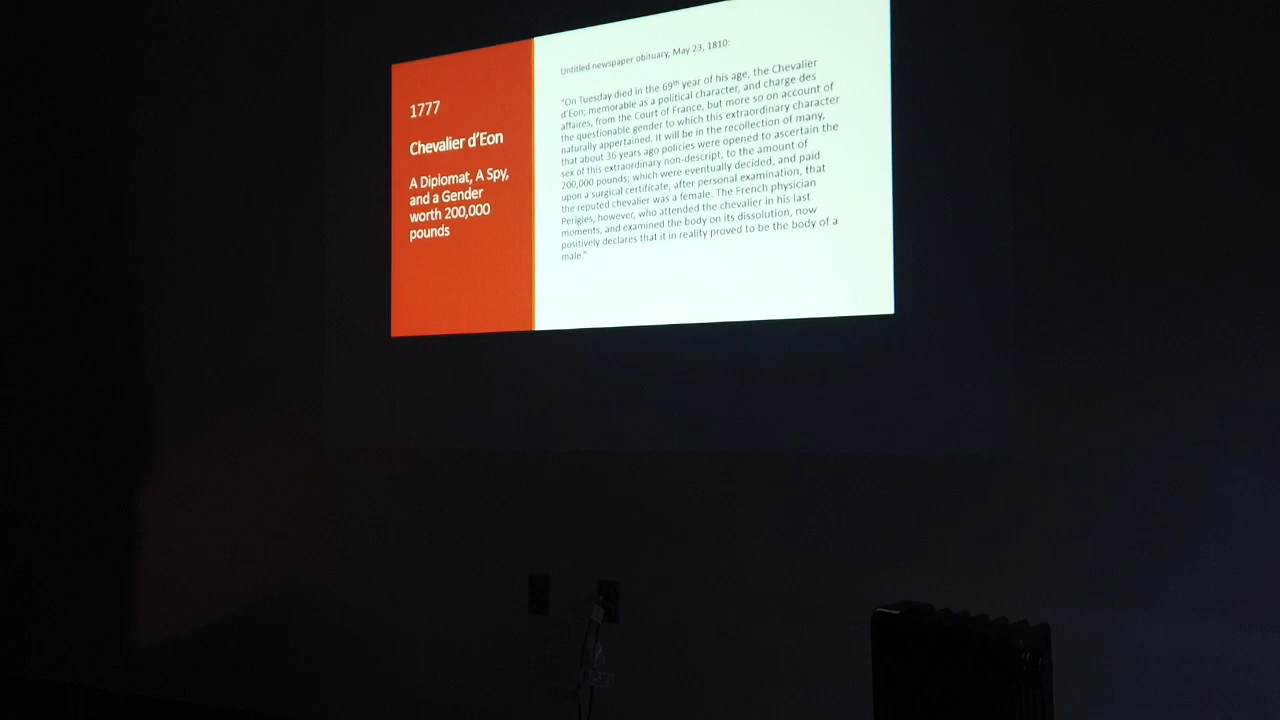 1777
Chevalier d'Eon
A Diplomat, A Spy,
and a Gender
worth 200,000
pounds
Untitled newspaper obituary, May 23, 1810:
"On Tuesday died in the 69th year of his age, the Chevalier
d'Eon; memorable as a political character, and charge des
affaires, from the Court of France, but more so on account of
the questionable gender to which this extraordinary character
naturally appertained. It will be in the recollection of many,
that about 36 years ago policies were opened to ascertain the
sex of this extraordinary non-descript, to the amount of
200,000 pounds; which were eventually decided, and paid
upon a surgical certificate, after personal examination, that
the reputed chevalier was a female. The French physician
Perigles, however, who attended the chevalier in his last
moments, and examined the body on its dissolution, now
positively declares that it in reality proved to be the body of a
male."